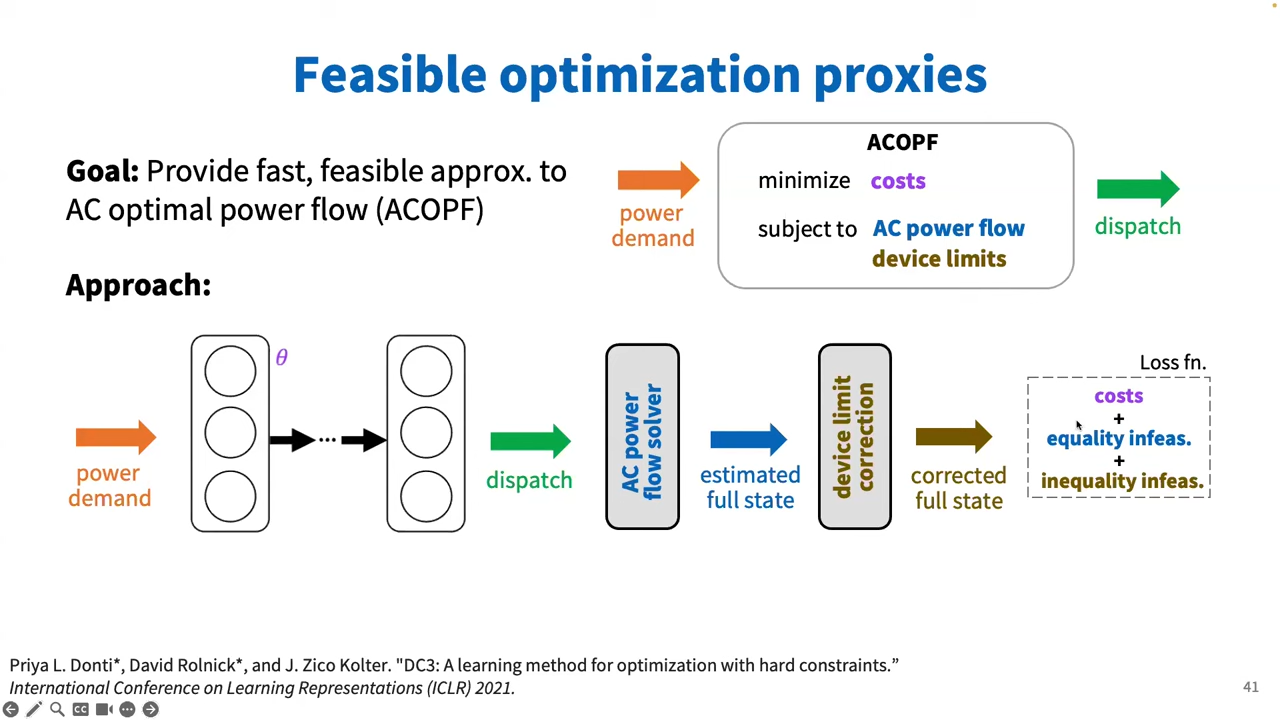 Feasible optimization proxies
Goal: Provide fast, feasible approx. to
AC optimal power flow (ACOPF)
power
demand
ACOPF
minimize costs
subject to AC power flow
device limits
dispatch
Approach:
power
demand
θ
...
dispatch
AC power
flow solver
estimated
full state
device limit
correction
corrected
full state
Loss fn.
costs
+
equality infeas.
+
inequality infeas.
Priya L. Donti*, David Rolnick*, and J. Zico Kolter. "DC3: A learning method for optimization with hard constraints.”
International Conference on Learning Representations (ICLR) 2021.
CC
41